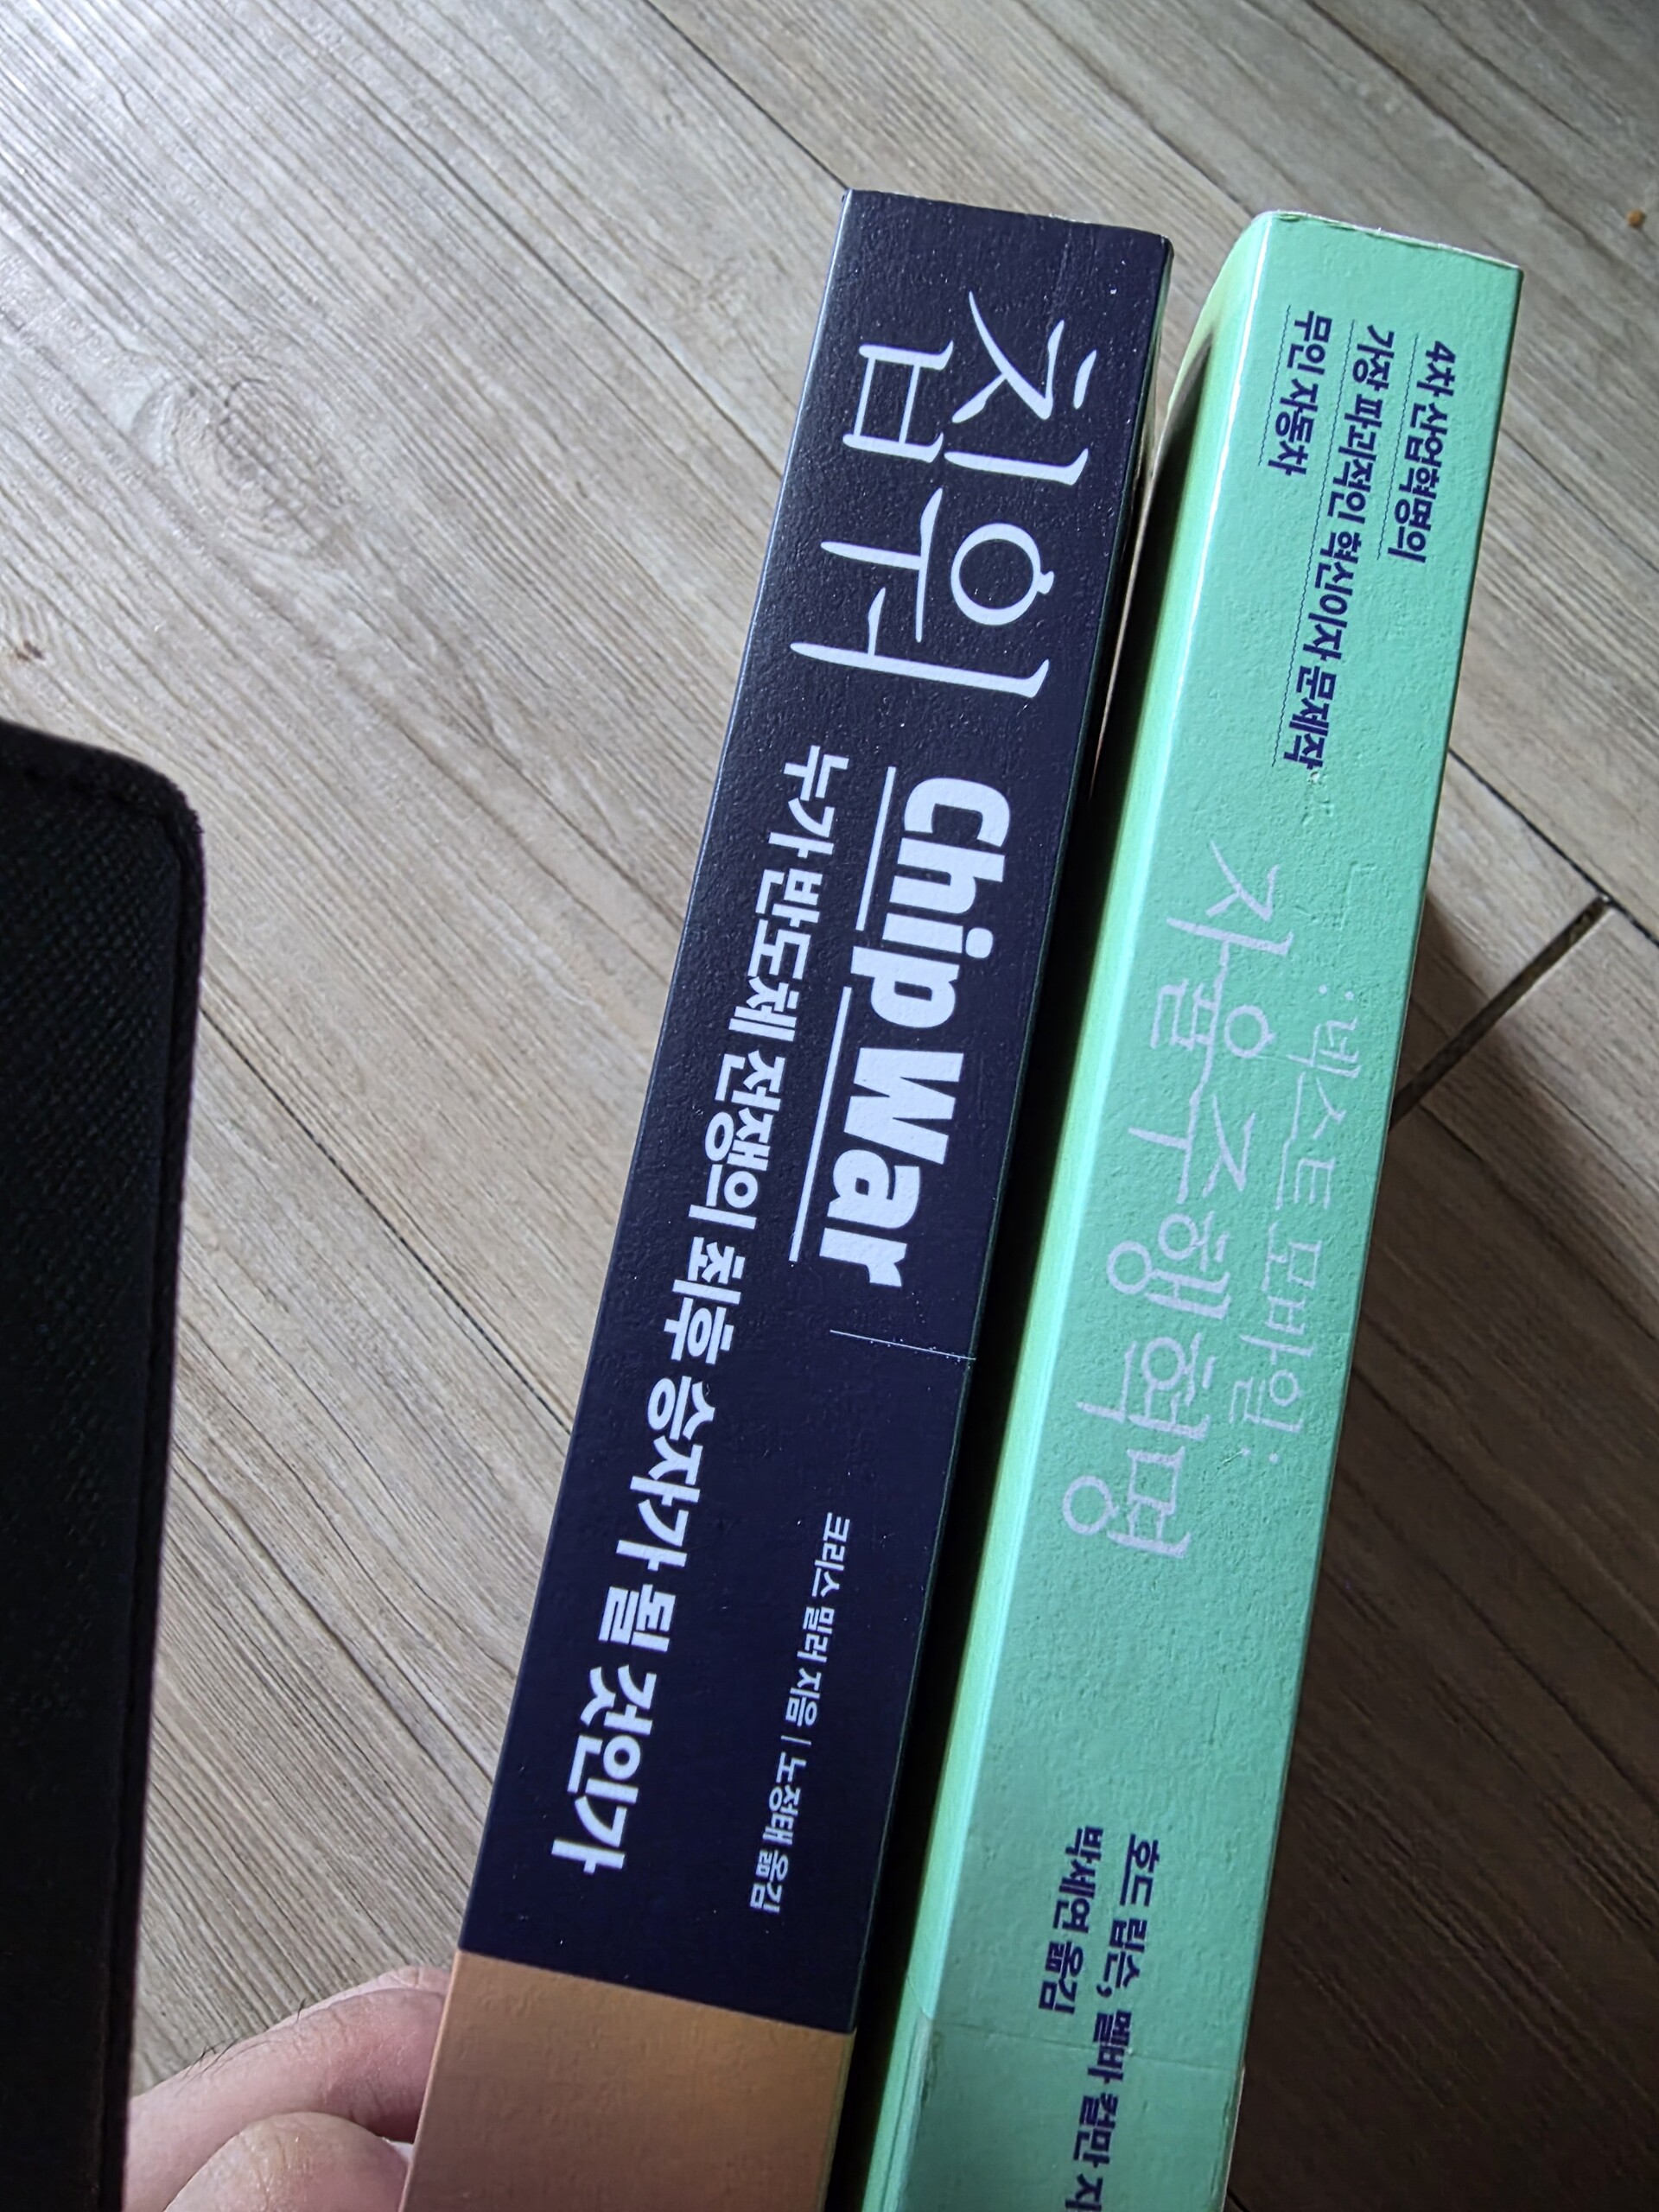 칩워
Chip War
누가 반도체 전쟁의 최후 승자가 될 것인가
크리스 밀러 지음 | 노정태 옮김
4차 산업혁명의
가장 파괴적인 혁신이자 문제작
무인 자동차
:넥스트 모바일:
자율주행혁명
호드 립슨, 멜바 컬만 지
박세연 옮김